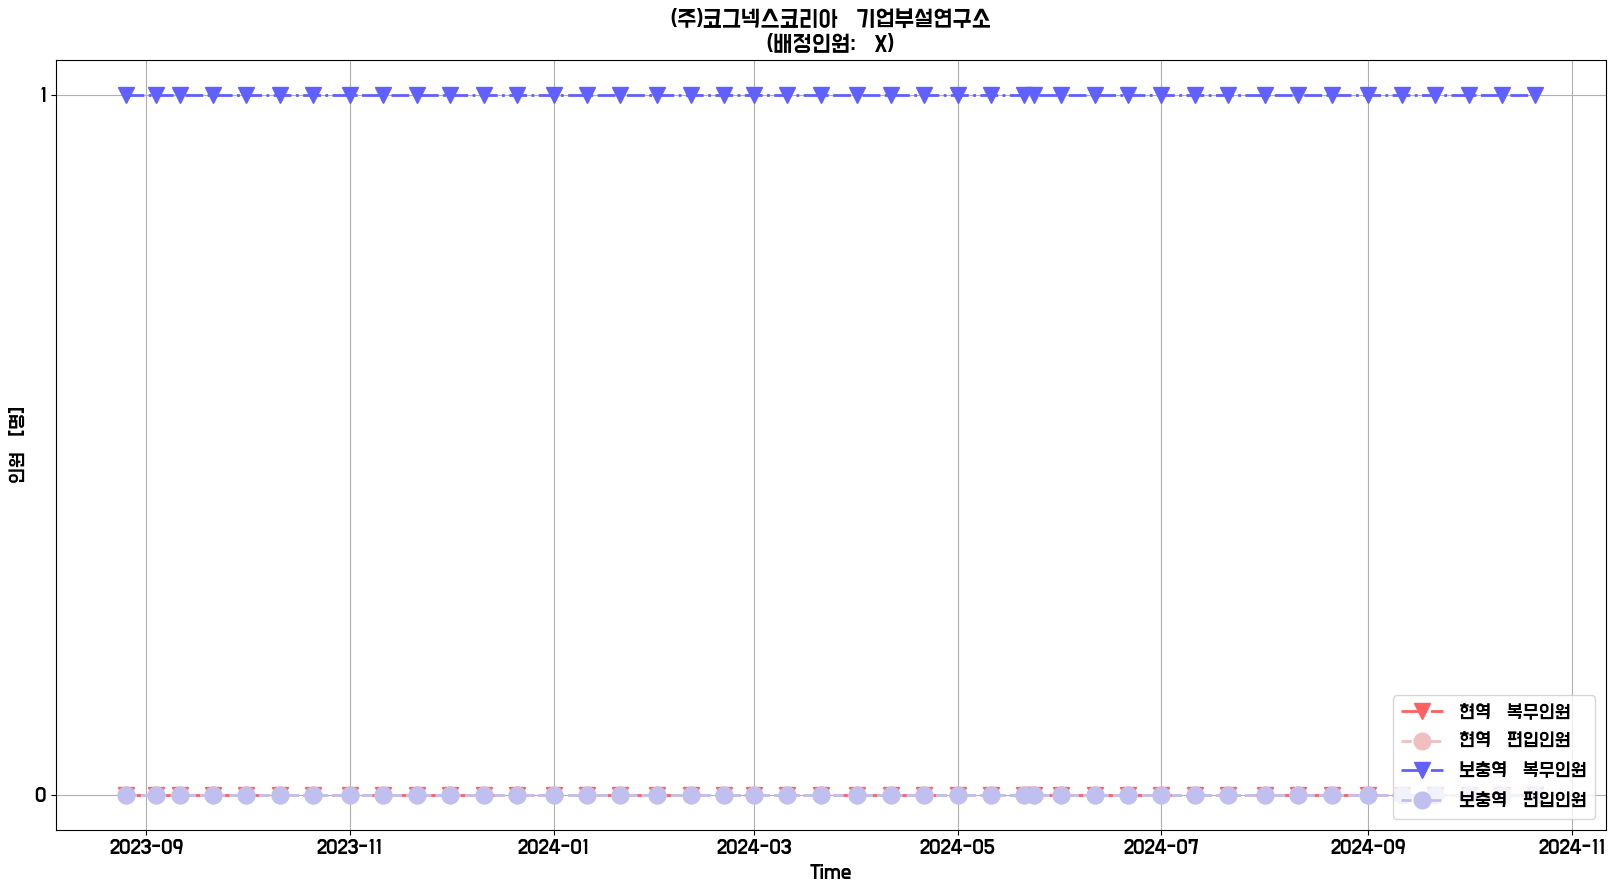 (주)코그넥스코리아 기업부설연구소
(배정인원: X)
1
0
인원 [명]
현역 복무인원
현역 편입인원
보충역 복무인원
보충역 편입인원
2023-09 2023-11 2024-01 2024-03 2024-05 2024-07 2024-09 2024-11
Time